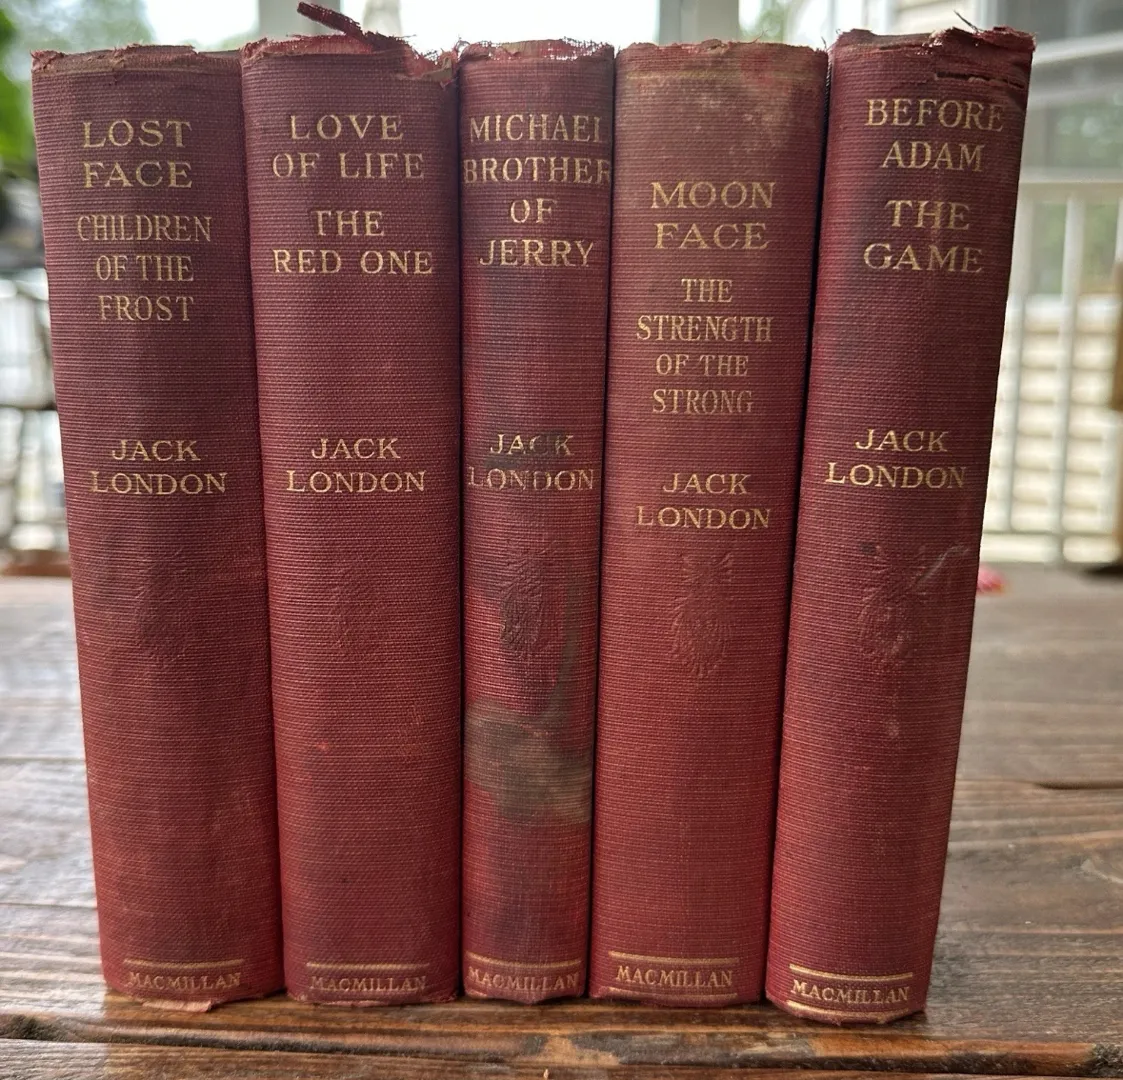 LOST
FACE
CHILDREN
OF THE
FROST
JACK
LONDON
MACMILLAN
LOVE
OF LIFE
THE
RED ONE
JACK
LONDON
MACMILLAN
MICHAEL
BROTHER
OF
JERRY
JACK
LONDON
MACMILLAN
MOON
FACE
THE
STRENGTH
OF THE
STRONG
JACK
LONDON
MACMILLAN
BEFORE
ADAM
THE
GAME
JACK
LONDON
MACMILLAN